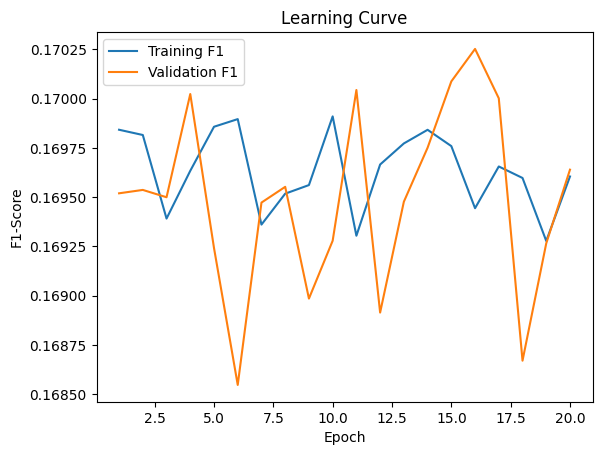 Learning Curve
Training F1
Validation F1
0.17025
0.17000
0.16975
0.16950
0.16925
0.16900
0.16875
0.16850
F1-Score
2.5 5.0 7.5 10.0 12.5 15.0 17.5 20.0
Epoch